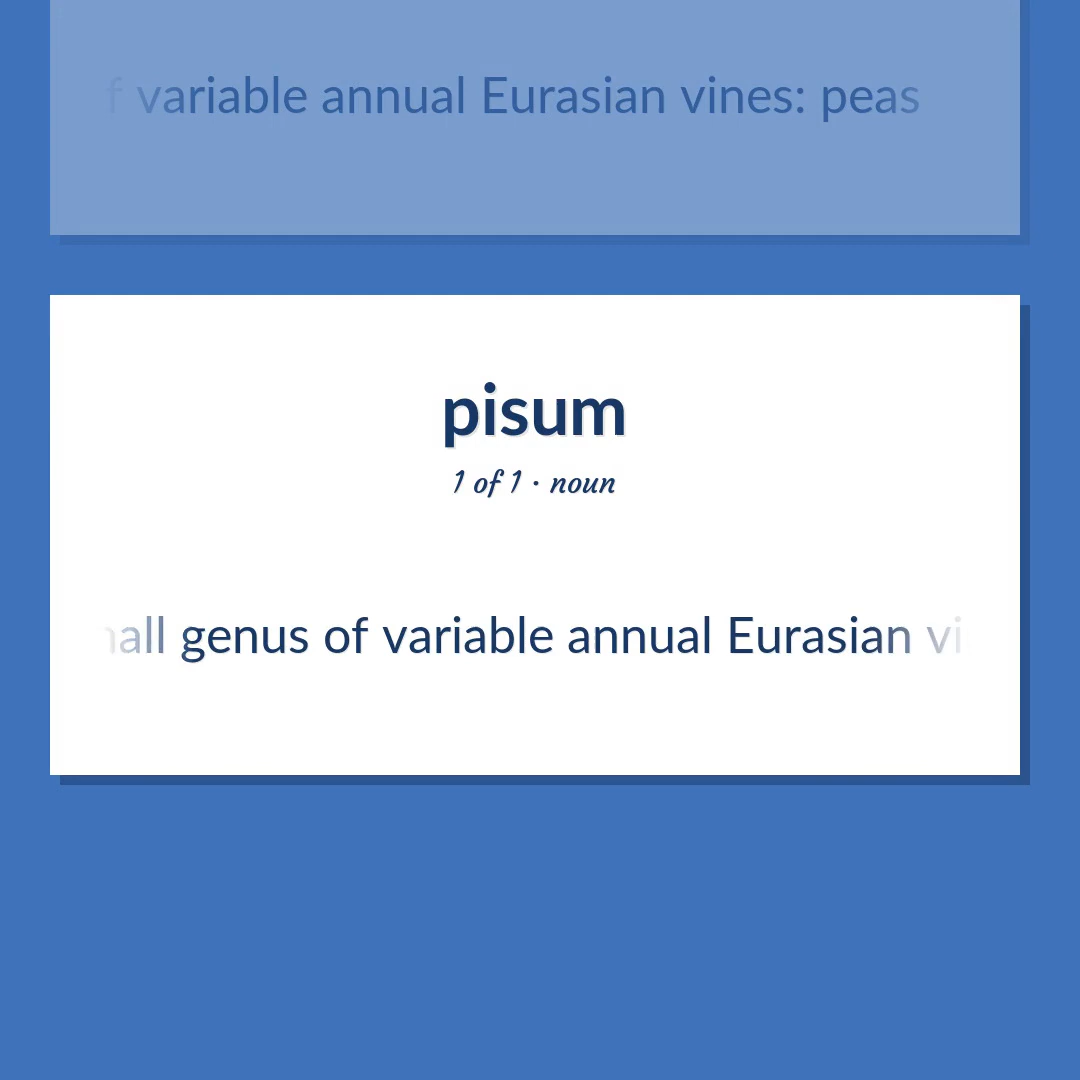 variable annual Eurasian vines: peas
pisum
1 of 1 · noun
genus of variable annual Eurasian